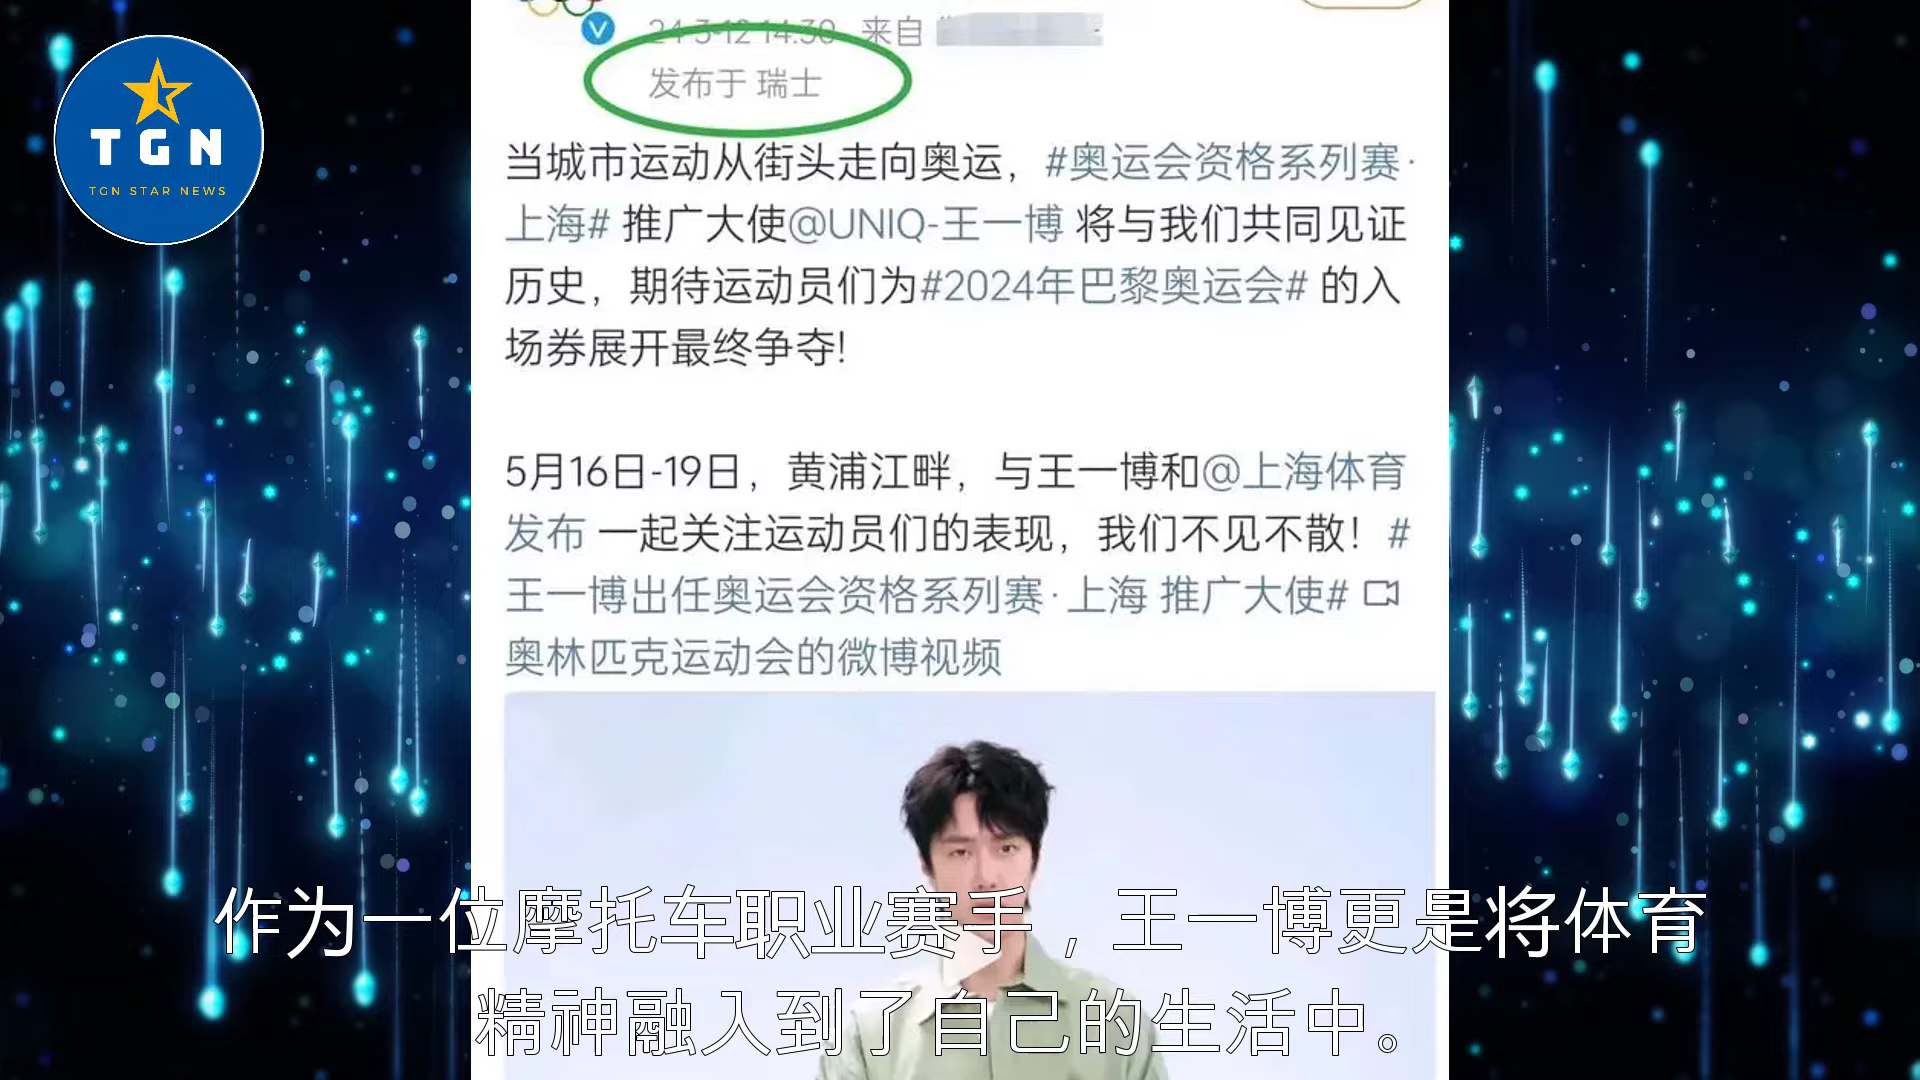 TGN
TGN STAR NEWS
24-3-12 14:30 来自
发布于 瑞士
当城市运动从街头走向奥运，#奥运会资格系列赛·
上海# 推广大使@UNIQ-王一博 将与我们共同见证
历史，期待运动员们为#2024年巴黎奥运会# 的入
场券展开最终争夺!
5月16日-19日，黄浦江畔，与王一博和@上海体育
发布 一起关注运动员们的表现，我们不见不散！#
王一博出任奥运会资格系列赛·上海 推广大使#
奥林匹克运动会的微博视频
作为一位摩托车职业赛手，王一博更是将体育
精神融入到了自己的生活中。